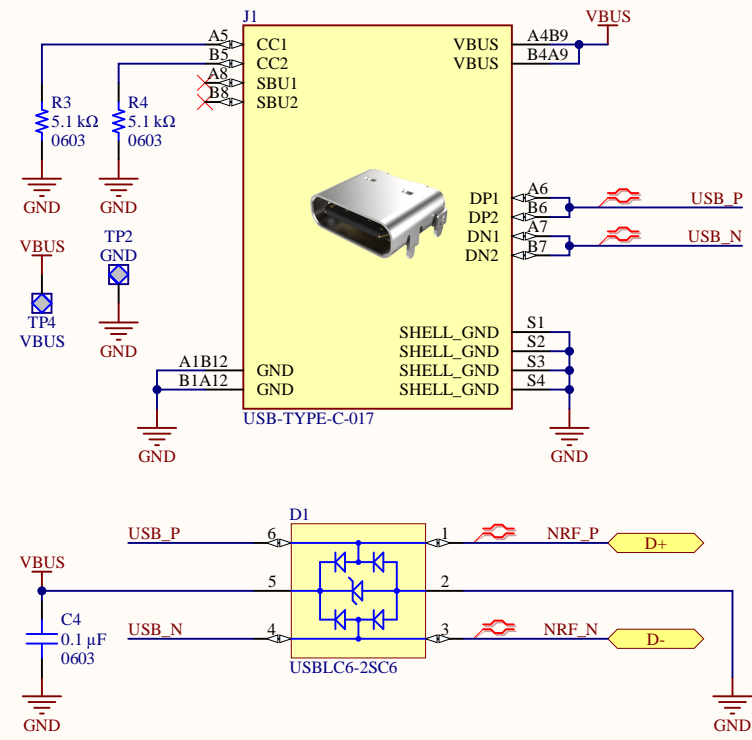 J1
VBUS
A5 CC1 VBUS A4B9
B5 CC2 VBUS B4A9
A8 SBU1
B8 SBU2
R3
5.1 kΩ
0603
R4
5.1 kΩ
0603
GND
GND
DP1 A6
DP2 B6
DN1 A7
DN2 B7
USB_P
USB_N
VBUS
TP4
VBUS
TP2
GND
GND
SHELL_GND S1
SHELL_GND S2
SHELL_GND S3
SHELL_GND S4
A1B12 GND
B1A12 GND
USB-TYPE-C-017
GND
GND
D1
USB_P 6 1 NRF_P D+
VBUS
5 2
C4
0.1 µF
0603
USB_N 4 3 NRF_N D-
USBLC6-2SC6
GND
GND